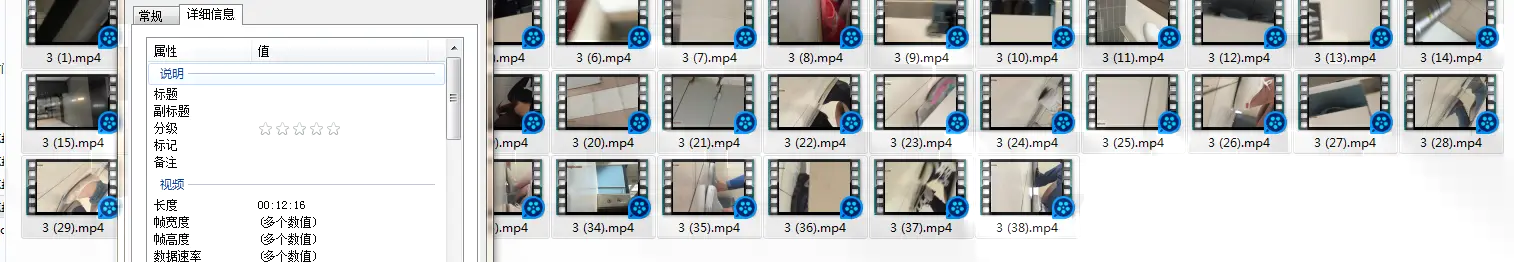 常规 详细信息
属性 值
说明
标题
副标题
分级
标记
备注
视频
长度 00:12:16
帧宽度 (多个数值)
帧高度 (多个数值)
数据速率 (多个数值)
3 (1).mp4
).mp4
3 (6).mp4
3 (7).mp4
3 (8).mp4
3 (9).mp4
3 (10).mp4
3 (11).mp4
3 (12).mp4
3 (13).mp4
3 (14).mp4
3 (15).mp4
).mp4
3 (20).mp4
3 (21).mp4
3 (22).mp4
3 (23).mp4
3 (24).mp4
3 (25).mp4
3 (26).mp4
3 (27).mp4
3 (28).mp4
3 (29).mp4
).mp4
3 (34).mp4
3 (35).mp4
3 (36).mp4
3 (37).mp4
3 (38).mp4